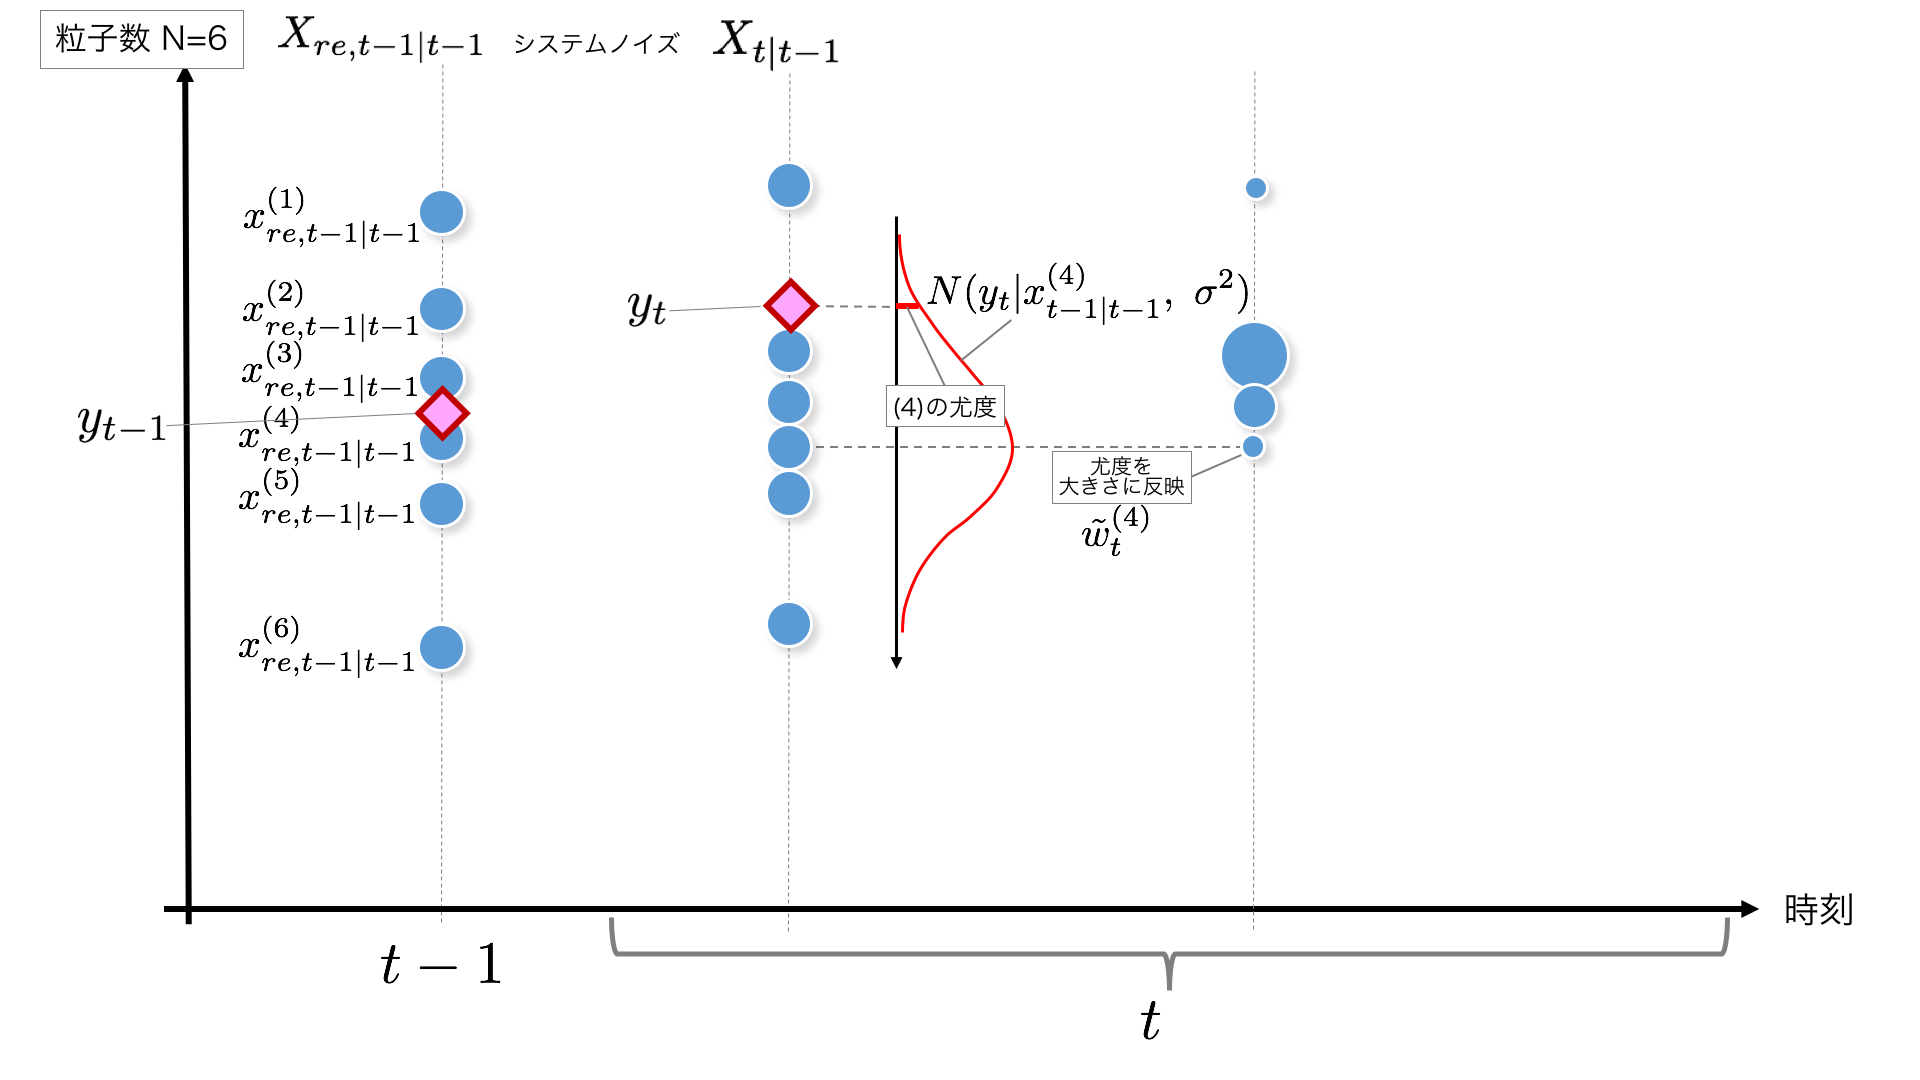 粒子数 N=6
X_{re,t-1|t-1}
システムノイズ
X_{t|t-1}
x^{(1)}_{re,t-1|t-1}
x^{(2)}_{re,t-1|t-1}
x^{(3)}_{re,t-1|t-1}
y_{t-1}
x^{(4)}_{re,t-1|t-1}
x^{(5)}_{re,t-1|t-1}
x^{(6)}_{re,t-1|t-1}
y_t
N(y_t|x^{(4)}_{t-1|t-1}, σ^2)
(4)の尤度
尤度を
大きさに反映
\tilde{w}^{(4)}_t
時刻
t − 1
t